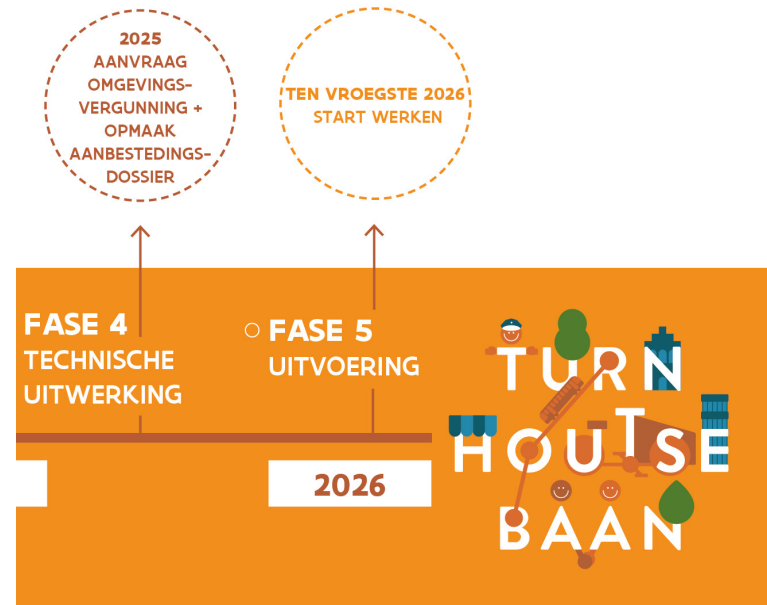 2025
AANVRAAG
OMGEVINGS-
VERGUNNING +
OPMAAK
AANBESTEDINGS-
DOSSIER
TEN VROEGSTE 2026
START WERKEN
FASE 4
TECHNISCHE
UITWERKING
FASE 5
UITVOERING
2026
TURN
HOUTSE
BAAN